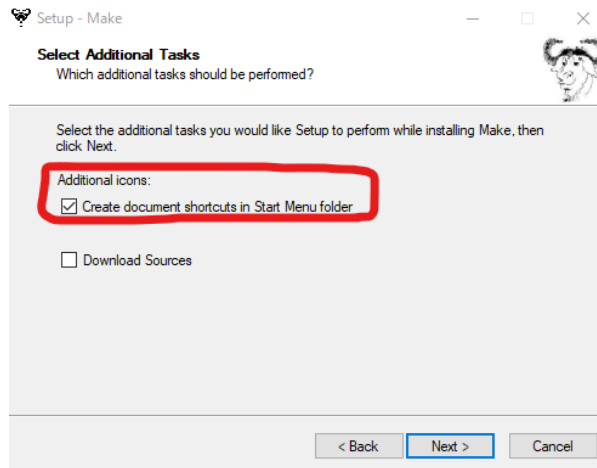 Setup - Make
Select Additional Tasks
Which additional tasks should be performed?
Select the additional tasks you would like Setup to perform while installing Make, then
click Next.
Additional icons:
Create document shortcuts in Start Menu folder
Download Sources
< Back
Next >
Cancel